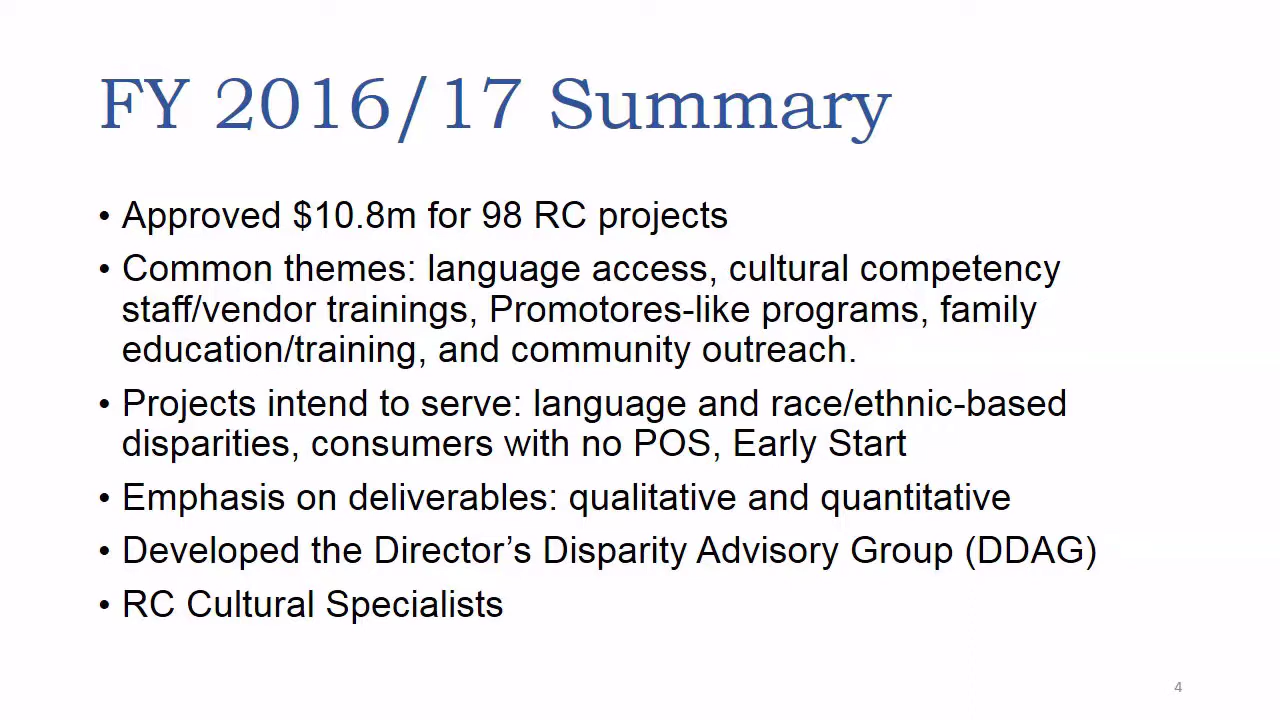 FY 2016/17 Summary
• Approved $10.8m for 98 RC projects
• Common themes: language access, cultural competency
staff/vendor trainings, Promotores-like programs, family
education/training, and community outreach.
• Projects intend to serve: language and race/ethnic-based
disparities, consumers with no POS, Early Start
• Emphasis on deliverables: qualitative and quantitative
• Developed the Director’s Disparity Advisory Group (DDAG)
• RC Cultural Specialists
4